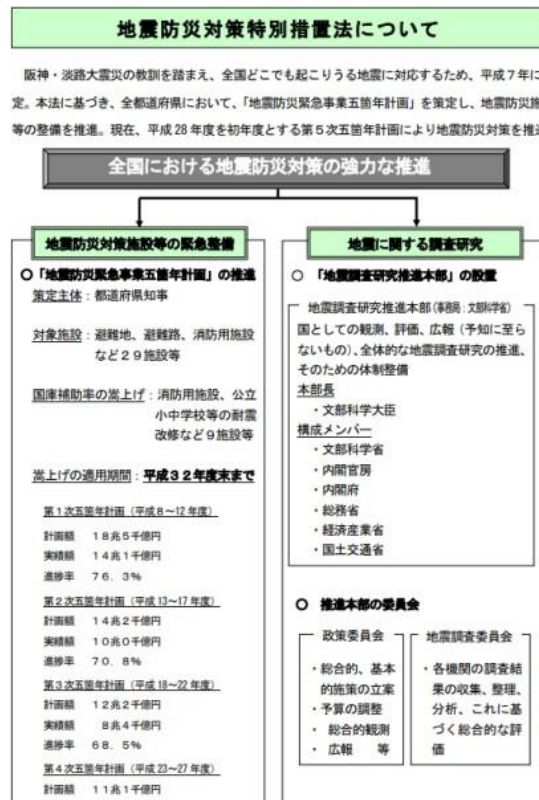 地震防災対策特別措置法について
阪神・淡路大震災の教訓を踏まえ、全国どこでも起こりうる地震に対応するため、平成７年に
定。本法に基づき、全都道府県において、「地震防災緊急事業五箇年計画」を策定し、地震防災施
等の整備を推進。現在、平成 28 年度を初年度とする第５次五箇年計画により地震防災対策を推進
全国における地震防災対策の強力な推進
地震防災対策施設等の緊急整備
○「地震防災緊急事業五箇年計画」の推進
策定主体：都道府県知事
対象施設：避難地、避難路、消防用施設
など２９施設等
国庫補助率の嵩上げ：消防用施設、公立
小中学校等の耐震
改修など９施設等
嵩上げの適用期間：平成３２年度末まで
第１次五箇年計画（平成８～12 年度）
計画額　１８兆５千億円
実績額　１４兆１千億円
進捗率　７６．３％
第２次五箇年計画（平成 13～17 年度）
計画額　１４兆２千億円
実績額　１０兆０千億円
進捗率　７０．８％
第３次五箇年計画（平成 18～22 年度）
計画額　１２兆２千億円
実績額　　８兆４千億円
進捗率　６８．５％
第４次五箇年計画（平成 23～27 年度）
計画額　１１兆１千億円
地震に関する調査研究
○　「地震調査研究推進本部」の設置
地震調査研究推進本部（事務局：文部科学省）
国としての観測、評価、広報（予知に至ら
ないもの）、全体的な地震調査研究の推進、
そのための体制整備
本部長
・文部科学大臣
構成メンバー
・文部科学省
・内閣官房
・内閣府
・総務省
・経済産業省
・国土交通省
○　推進本部の委員会
政策委員会
・総合的、基本
的施策の立案
・予算の調整
・　総合的観測
・　広報　等
地震調査委員会
・各機関の調査結
果の収集、整理、
分析、これに基
づく総合的な評
価